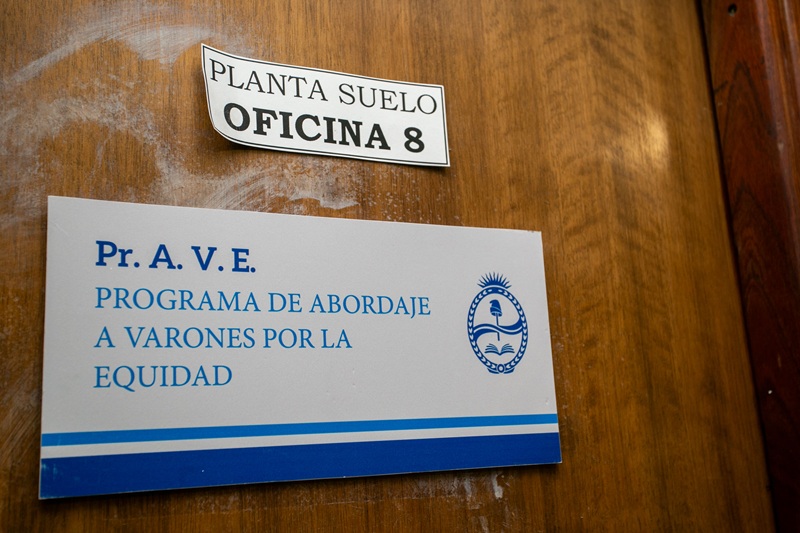 PLANTA SUELO
OFICINA 8
Pr. A. V. E.
PROGRAMA DE ABORDAJE
A VARONES POR LA
EQUIDAD